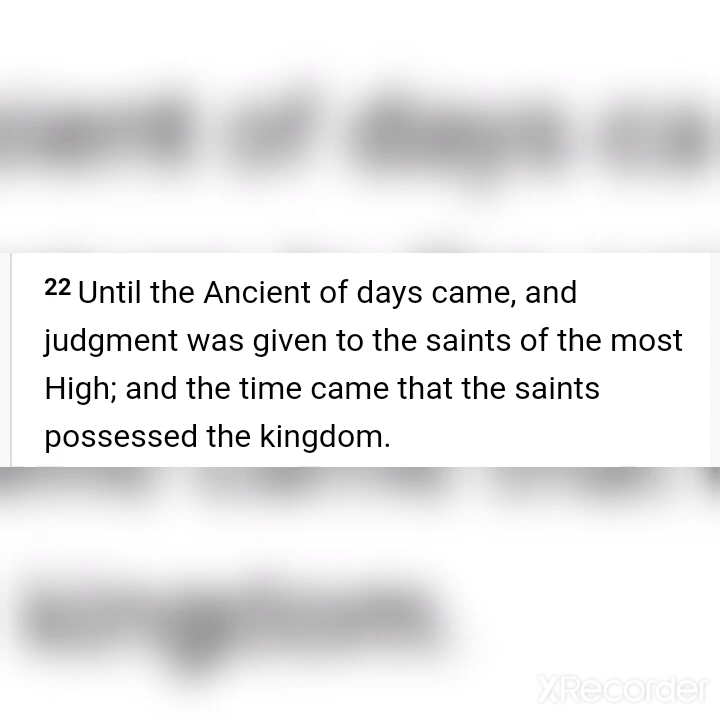 22 Until the Ancient of days came, and
judgment was given to the saints of the most
High; and the time came that the saints
possessed the kingdom.
XRecorder